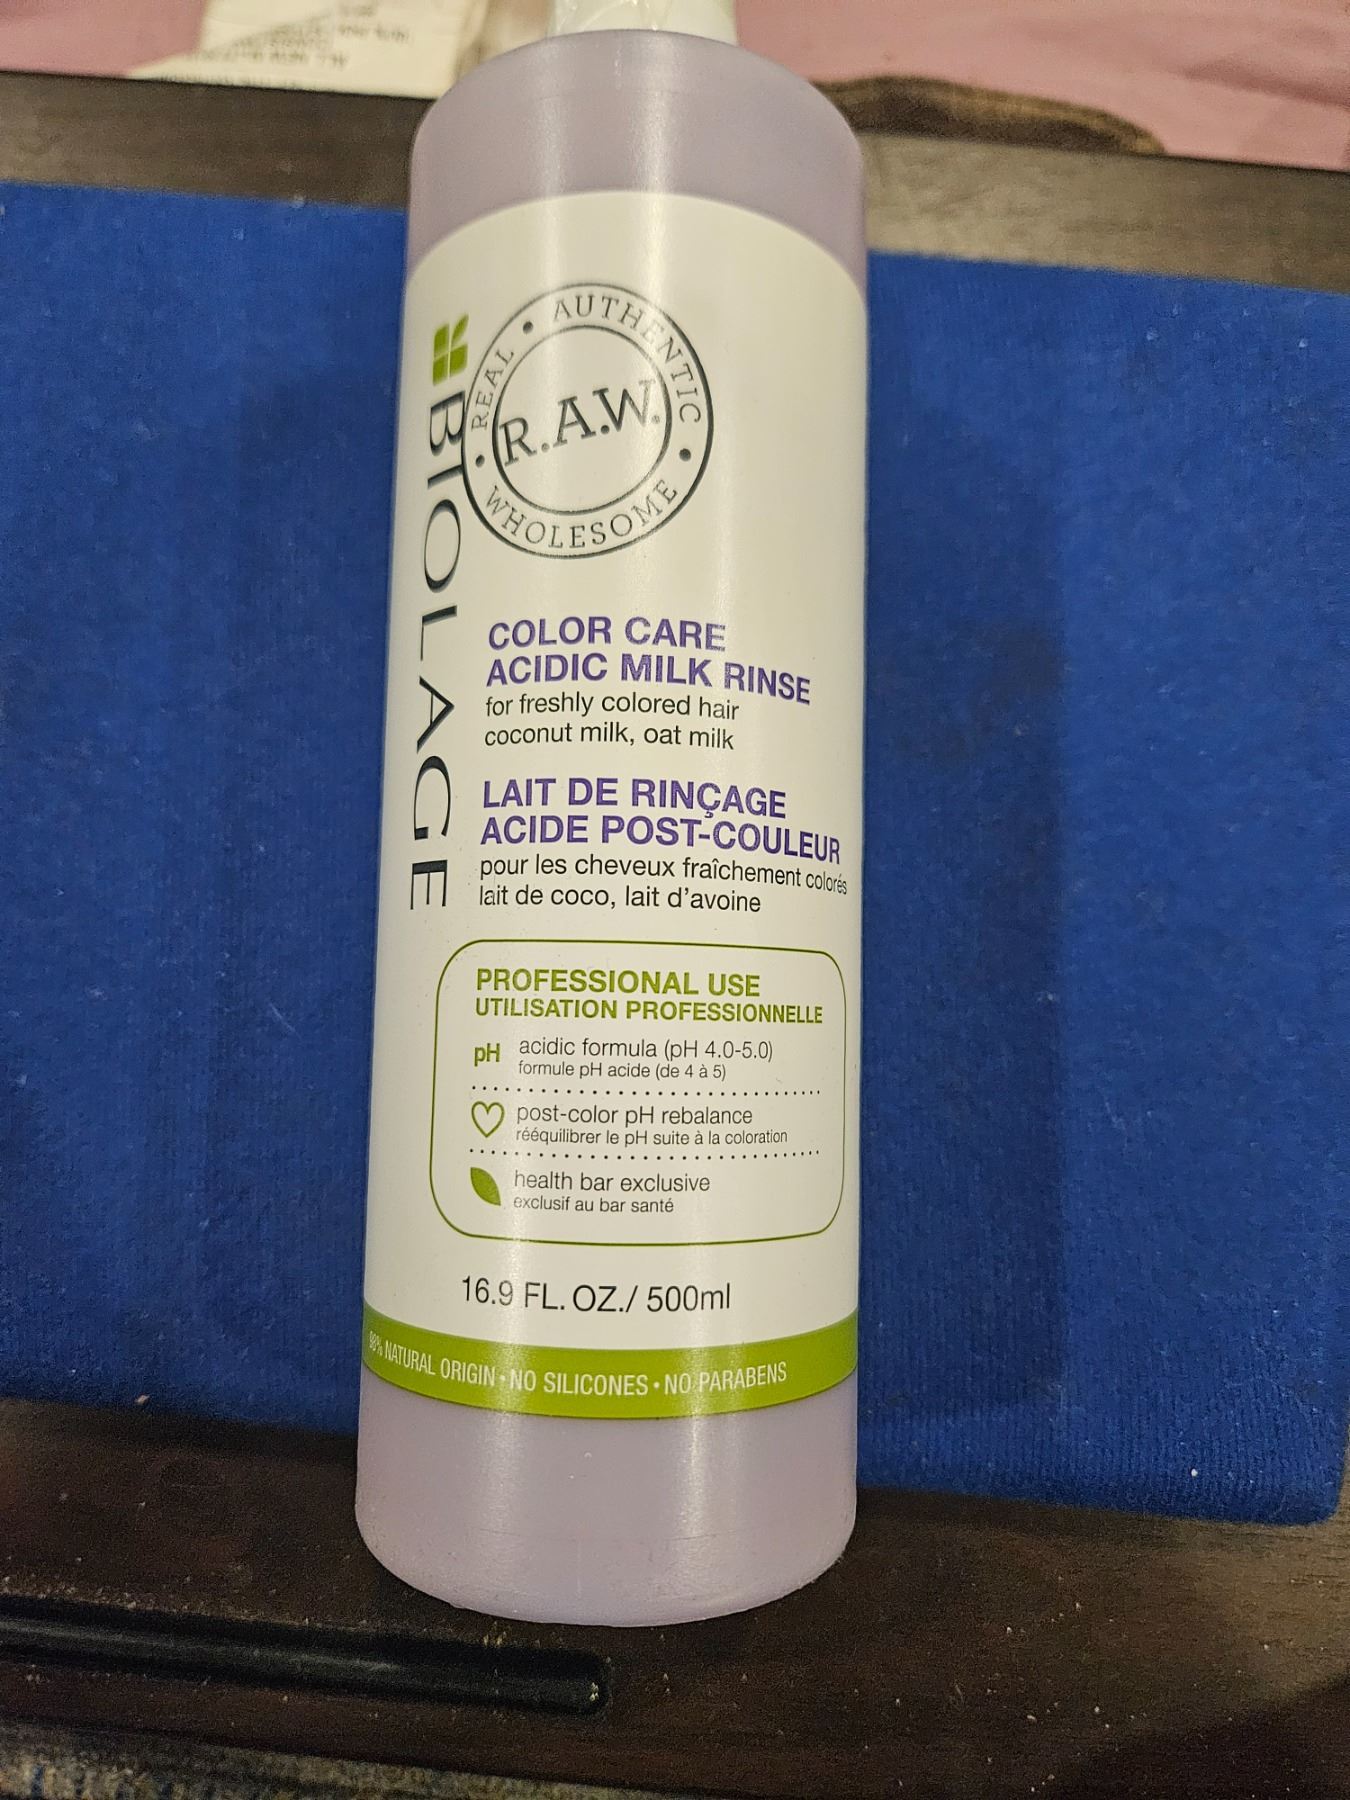 REAL • AUTHENTIC • WHOLESOME •
R.A.W.
BIOLAGE
COLOR CARE
ACIDIC MILK RINSE
for freshly colored hair
coconut milk, oat milk
LAIT DE RINÇAGE
ACIDE POST-COULEUR
pour les cheveux fraîchement colorés
lait de coco, lait d'avoine
PROFESSIONAL USE
UTILISATION PROFESSIONNELLE
pH acidic formula (pH 4.0-5.0)
formule pH acide (de 4 à 5)
post-color pH rebalance
rééquilibrer le pH suite à la coloration
health bar exclusive
exclusif au bar santé
16.9 FL. OZ./ 500ml
98% NATURAL ORIGIN • NO SILICONES • NO PARABENS